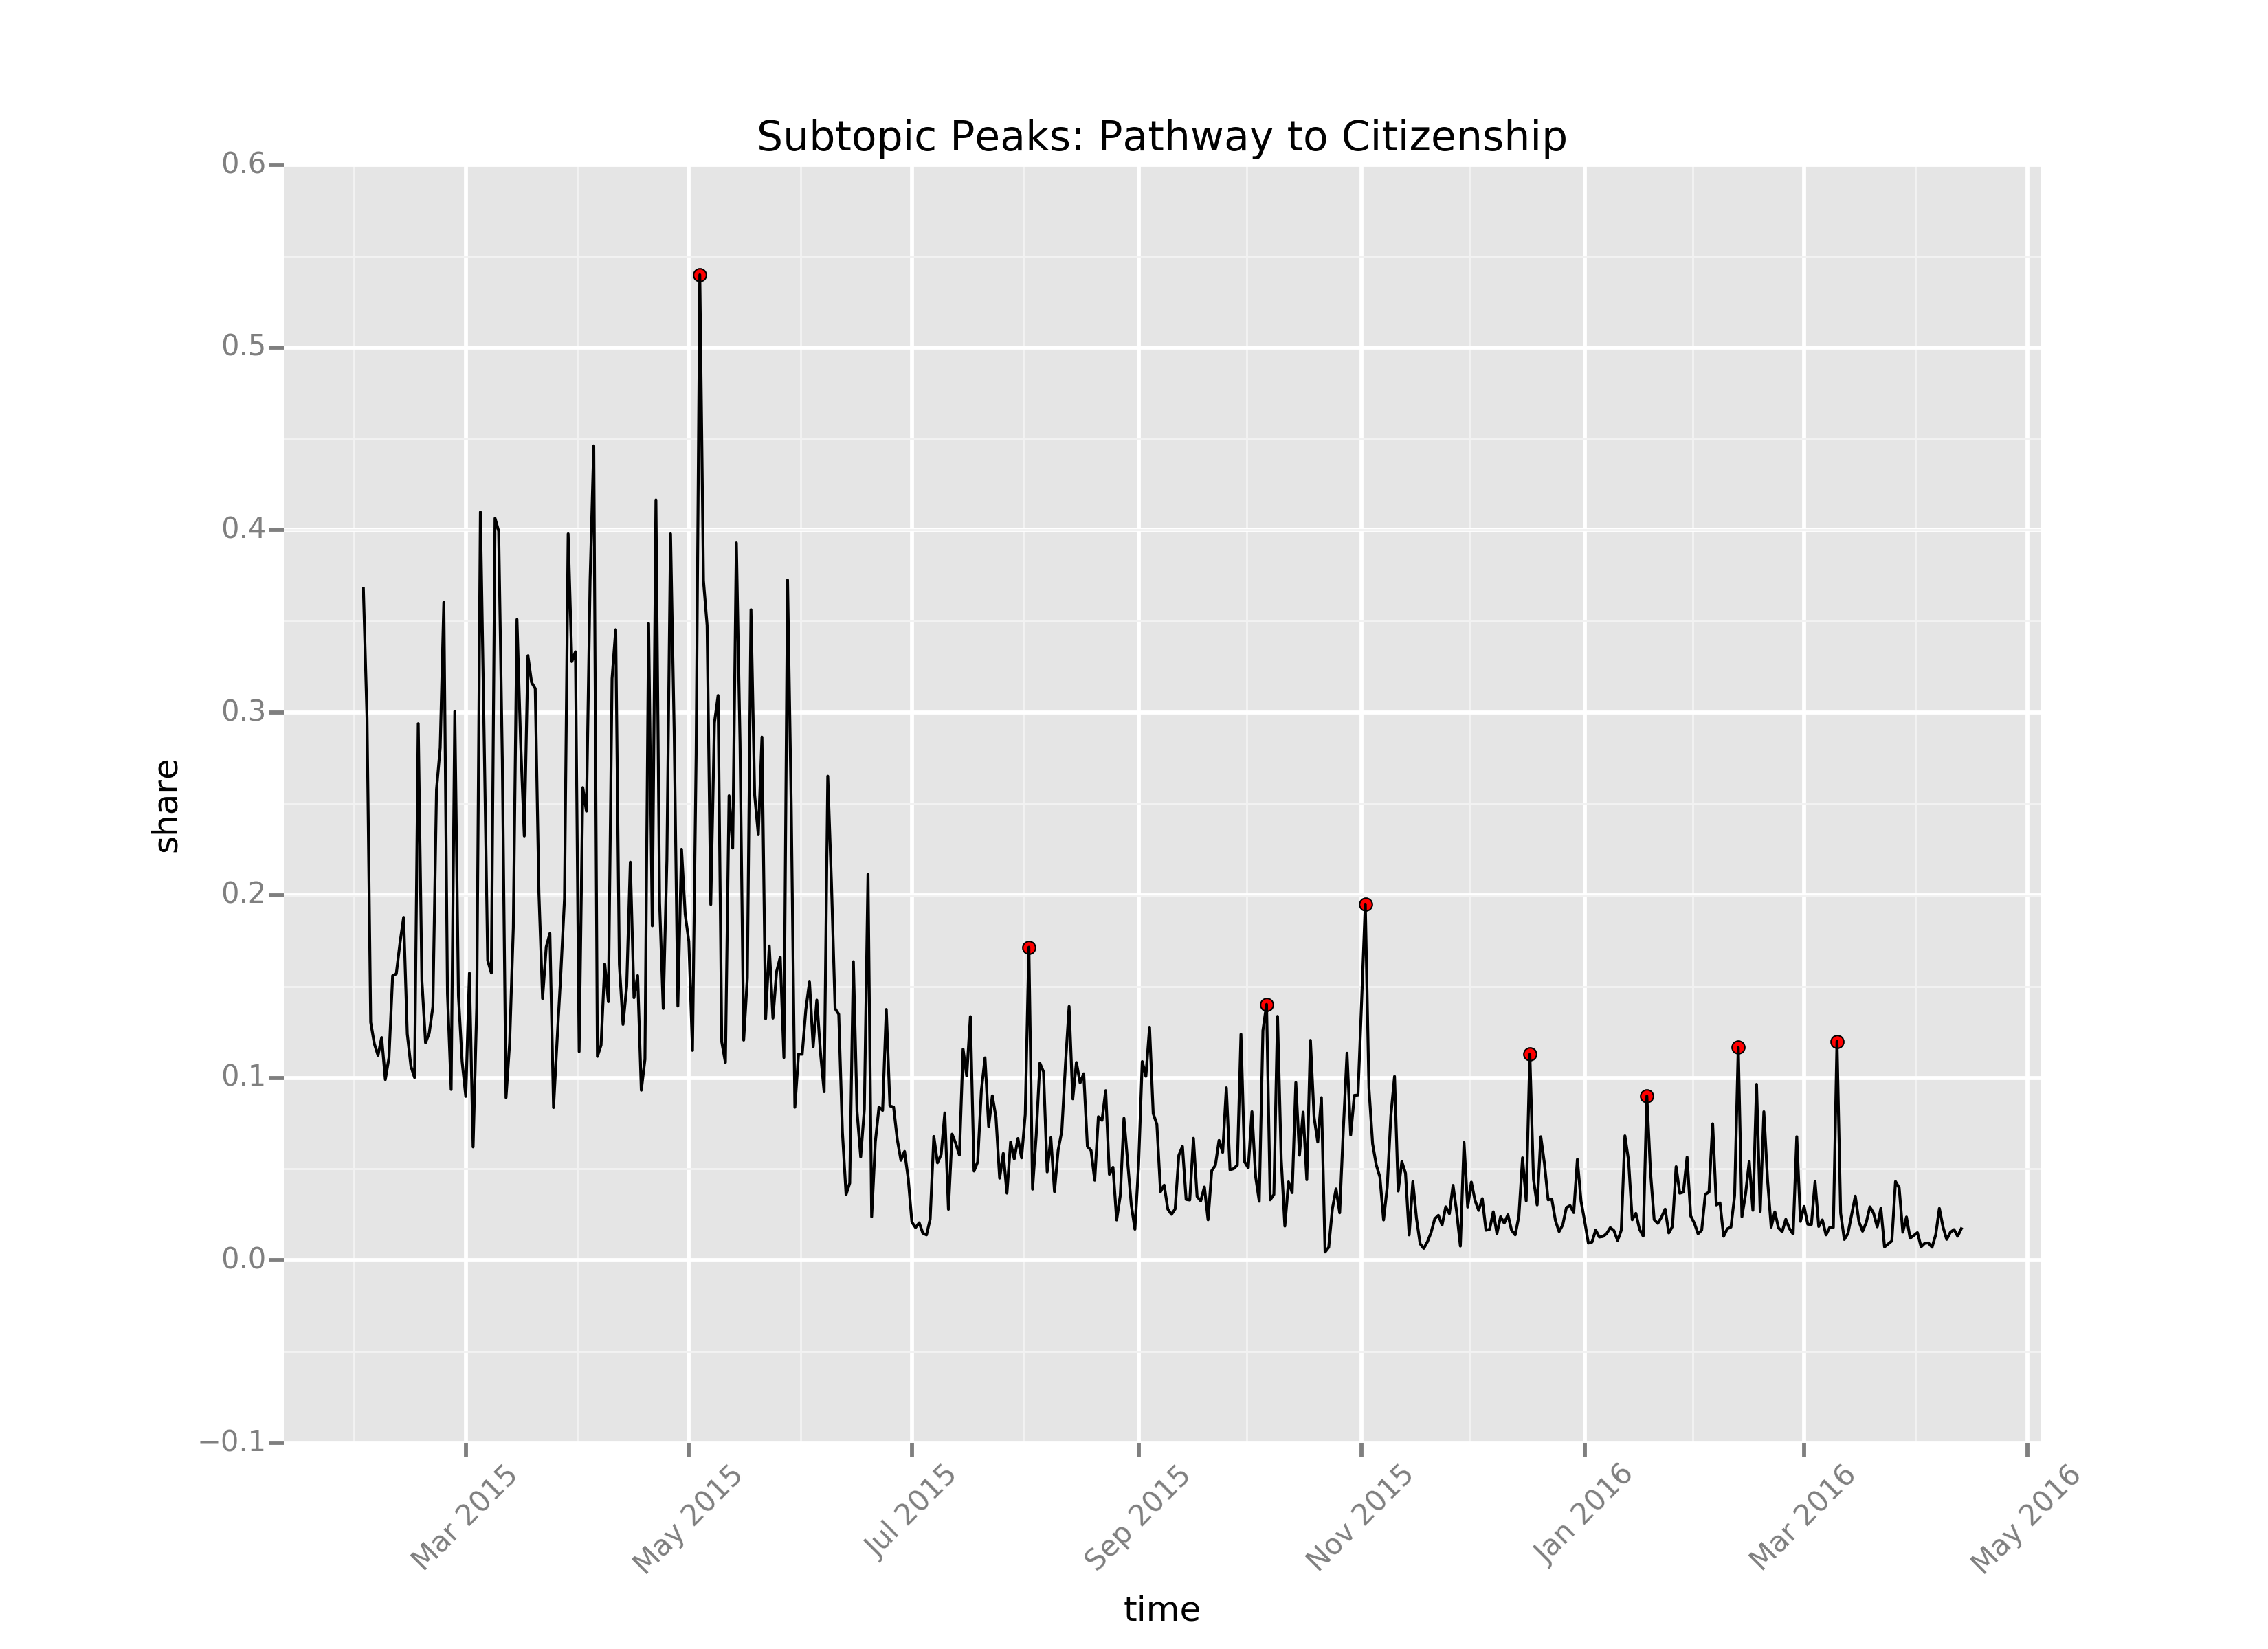 Subtopic Peaks: Pathway to Citizenship
0.6
0.5
0.4
0.3
0.2
0.1
0.0
−0.1
share
Mar 2015
May 2015
Jul 2015
Sep 2015
Nov 2015
Jan 2016
Mar 2016
May 2016
time